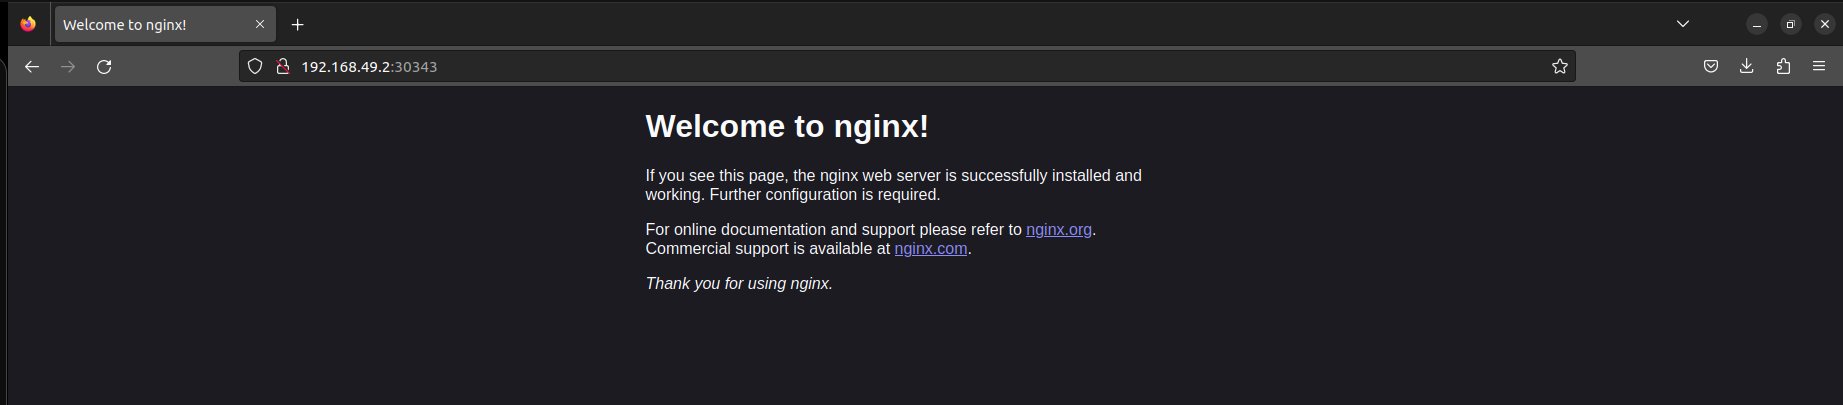 Welcome to nginx!
192.168.49.2:30343
Welcome to nginx!
If you see this page, the nginx web server is successfully installed and
working. Further configuration is required.
For online documentation and support please refer to nginx.org.
Commercial support is available at nginx.com.
Thank you for using nginx.